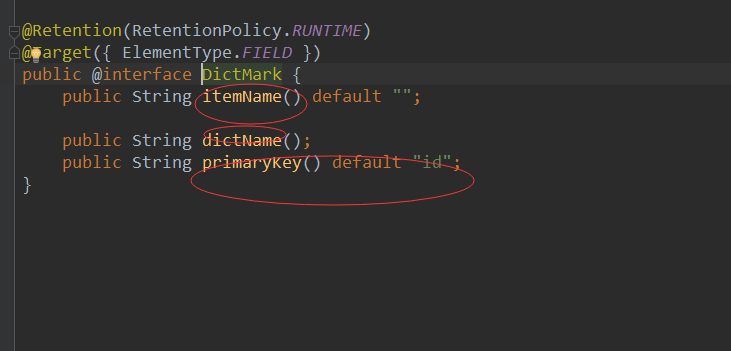 @Retention(RetentionPolicy.RUNTIME)
@Target({ ElementType.FIELD })
public @interface DictMark {
public String itemName() default "";
public String dictName();
public String primaryKey() default "id";
}